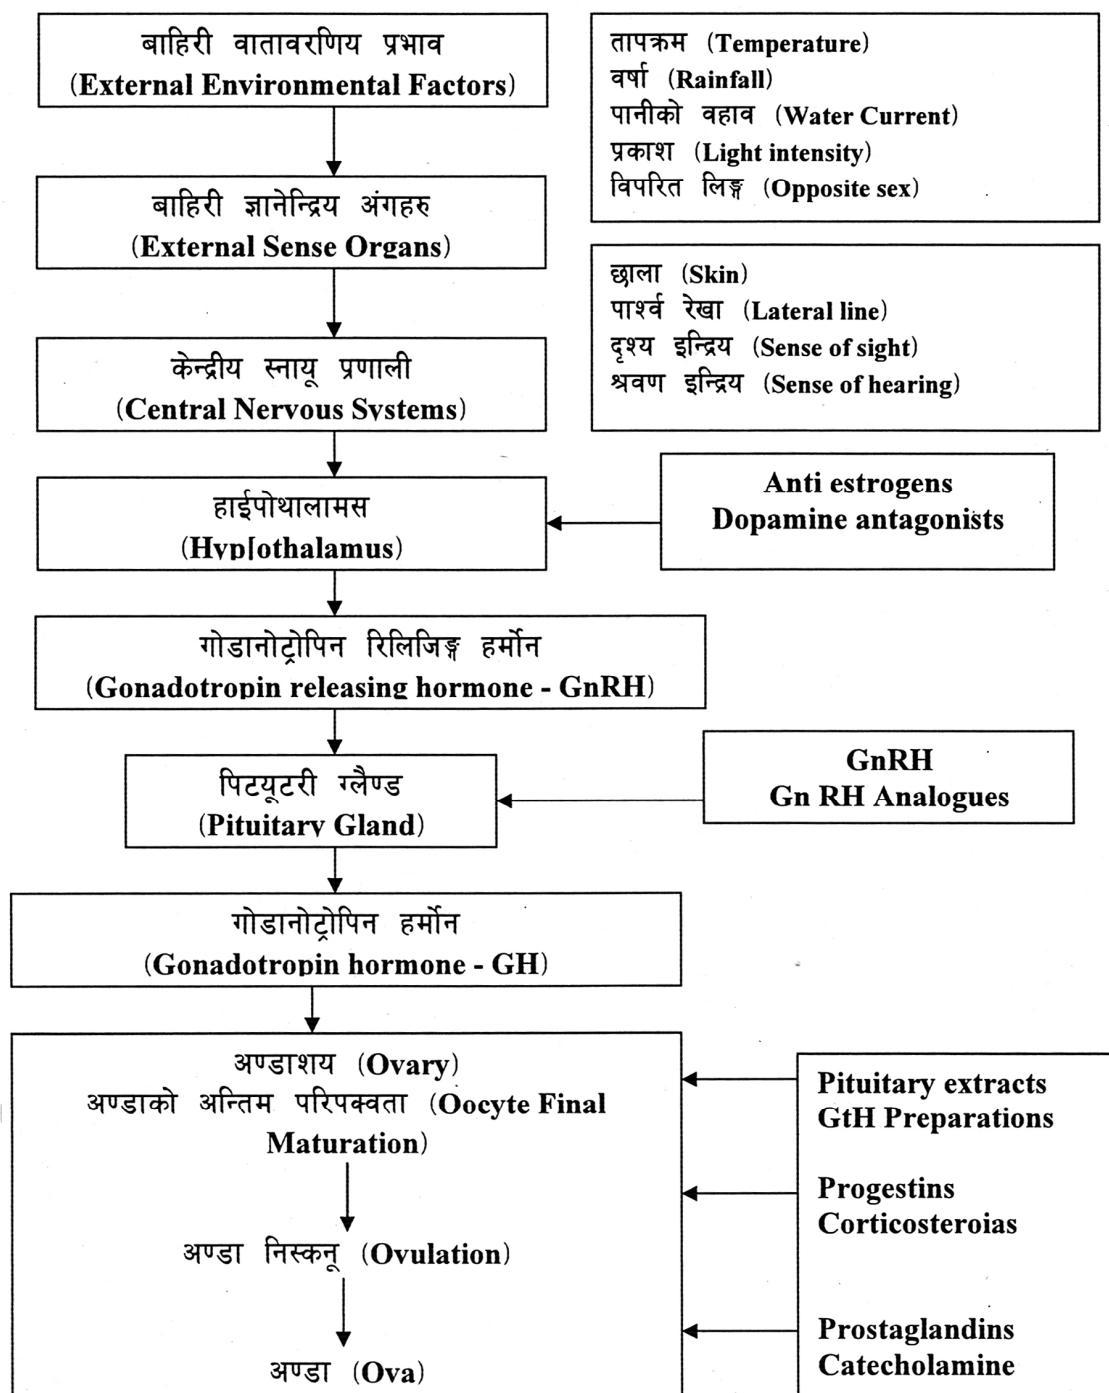 बाहिरी वातावरणिय प्रभाव
(External Environmental Factors)
तापक्रम (Temperature)
वर्षा (Rainfall)
पानीको वहाव (Water Current)
प्रकाश (Light intensity)
विपरित लिङ्ग (Opposite sex)
बाहिरी ज्ञानेन्द्रिय अंगहरु
(External Sense Organs)
छाला (Skin)
पार्श्व रेखा (Lateral line)
दृश्य इन्द्रिय (Sense of sight)
श्रवण इन्द्रिय (Sense of hearing)
केन्द्रीय स्नायू प्रणाली
(Central Nervous Systems)
हाईपोथालामस
(Hyp[othalamus)
Anti estrogens
Dopamine antagonists
गोडानोट्रोपिन रिलिजिङ्ग हर्मोन
(Gonadotropin releasing hormone - GnRH)
पिटयूटरी ग्लैण्ड
(Pituitary Gland)
GnRH
Gn RH Analogues
गोडानोट्रोपिन हर्मोन
(Gonadotropin hormone - GH)
अण्डाशय (Ovary)
अण्डाको अन्तिम परिपक्वता (Oocyte Final
Maturation)
अण्डा निस्कनू (Ovulation)
अण्डा (Ova)
Pituitary extracts
GtH Preparations
Progestins
Corticosteroias
Prostaglandins
Catecholamine